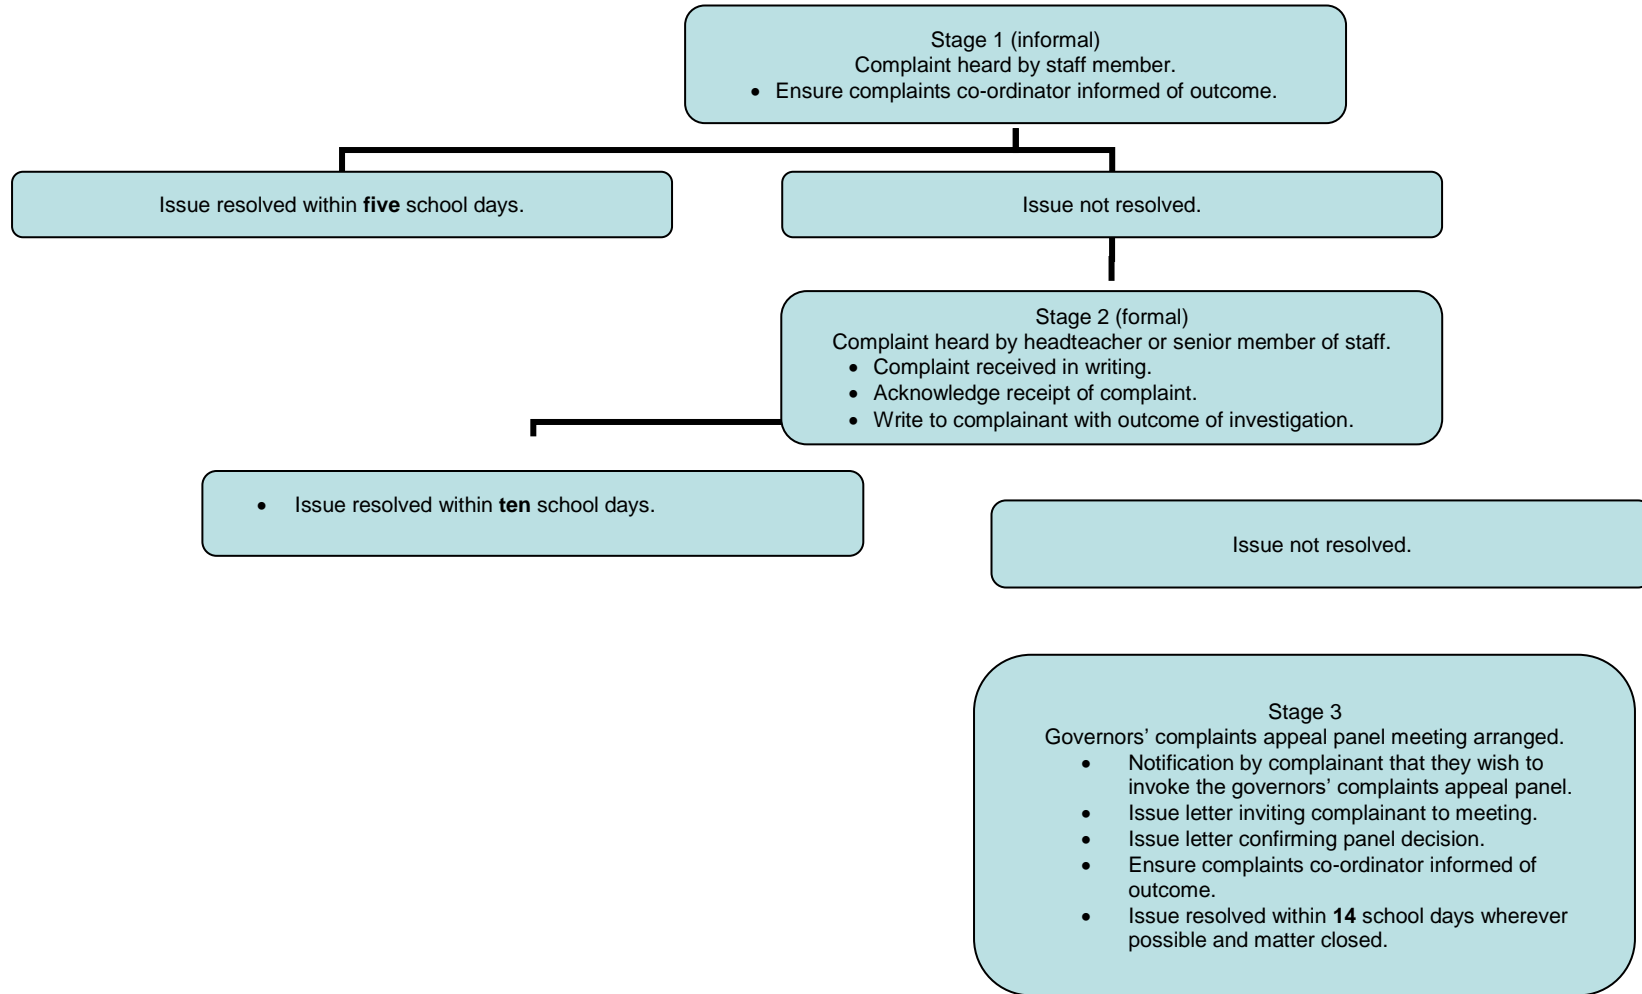 Stage 1 (informal)
Complaint heard by staff member.
• Ensure complaints co-ordinator informed of outcome.
Issue resolved within five school days.
Issue not resolved.
Stage 2 (formal)
Complaint heard by headteacher or senior member of staff.
• Complaint received in writing.
• Acknowledge receipt of complaint.
• Write to complainant with outcome of investigation.
• Issue resolved within ten school days.
Issue not resolved.
Stage 3
Governors’ complaints appeal panel meeting arranged.
• Notification by complainant that they wish to
invoke the governors’ complaints appeal panel.
• Issue letter inviting complainant to meeting.
• Issue letter confirming panel decision.
• Ensure complaints co-ordinator informed of
outcome.
• Issue resolved within 14 school days wherever
possible and matter closed.